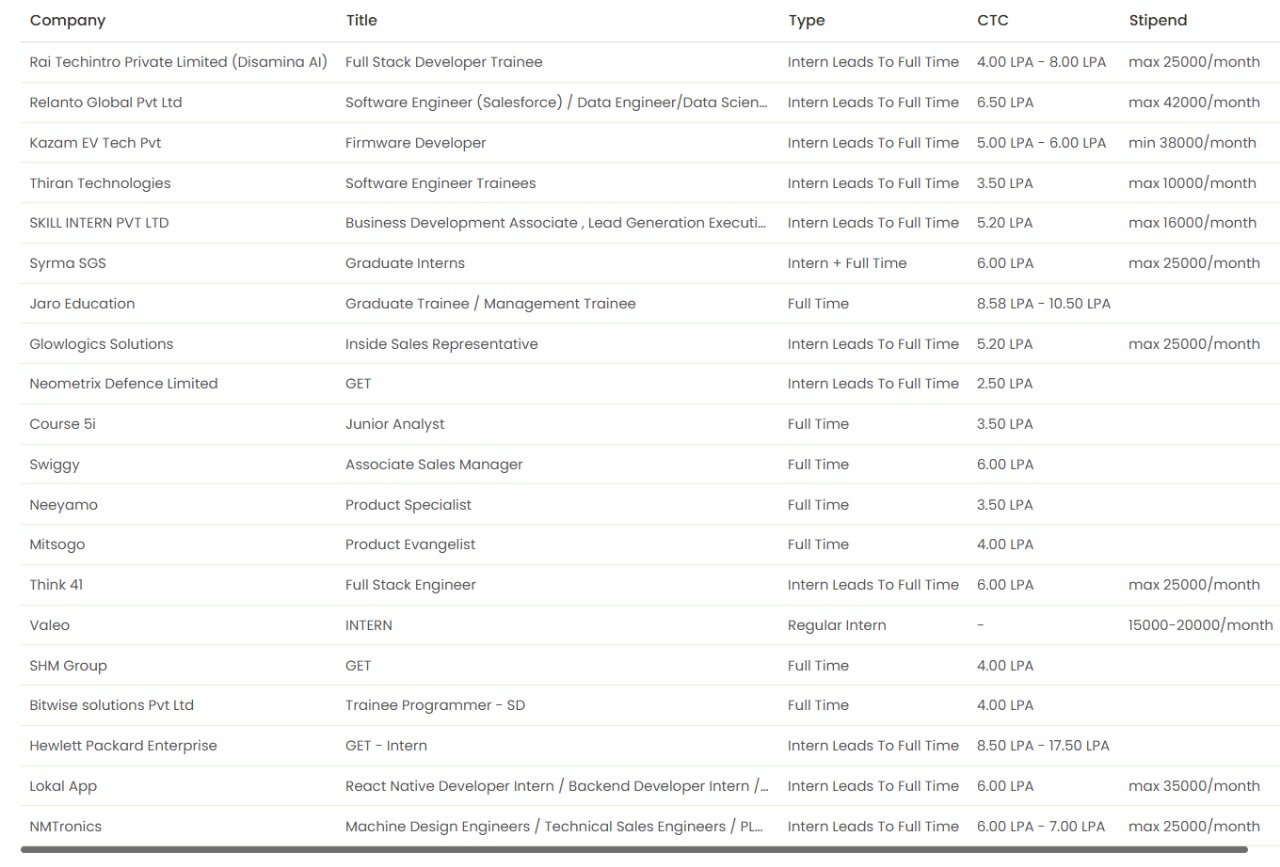 Company Title Type CTC Stipend
Rai Techintro Private Limited (Disamina AI) Full Stack Developer Trainee Intern Leads To Full Time 4.00 LPA - 8.00 LPA max 25000/month
Relanto Global Pvt Ltd Software Engineer (Salesforce) / Data Engineer/Data Scien... Intern Leads To Full Time 6.50 LPA max 42000/month
Kazam EV Tech Pvt Firmware Developer Intern Leads To Full Time 5.00 LPA - 6.00 LPA min 38000/month
Thiran Technologies Software Engineer Trainees Intern Leads To Full Time 3.50 LPA max 10000/month
SKILL INTERN PVT LTD Business Development Associate , Lead Generation Executi... Intern Leads To Full Time 5.20 LPA max 16000/month
Syrma SGS Graduate Interns Intern + Full Time 6.00 LPA max 25000/month
Jaro Education Graduate Trainee / Management Trainee Full Time 8.58 LPA - 10.50 LPA
Glowlogics Solutions Inside Sales Representative Intern Leads To Full Time 5.20 LPA max 25000/month
Neometrix Defence Limited GET Intern Leads To Full Time 2.50 LPA
Course 5i Junior Analyst Full Time 3.50 LPA
Swiggy Associate Sales Manager Full Time 6.00 LPA
Neeyamo Product Specialist Full Time 3.50 LPA
Mitsogo Product Evangelist Full Time 4.00 LPA
Think 41 Full Stack Engineer Intern Leads To Full Time 6.00 LPA max 25000/month
Valeo INTERN Regular Intern - 15000-20000/month
SHM Group GET Full Time 4.00 LPA
Bitwise solutions Pvt Ltd Trainee Programmer - SD Full Time 4.00 LPA
Hewlett Packard Enterprise GET - Intern Intern Leads To Full Time 8.50 LPA - 17.50 LPA
Lokal App React Native Developer Intern / Backend Developer Intern /... Intern Leads To Full Time 6.00 LPA max 35000/month
NMTronics Machine Design Engineers / Technical Sales Engineers / PL... Intern Leads To Full Time 6.00 LPA - 7.00 LPA max 25000/month